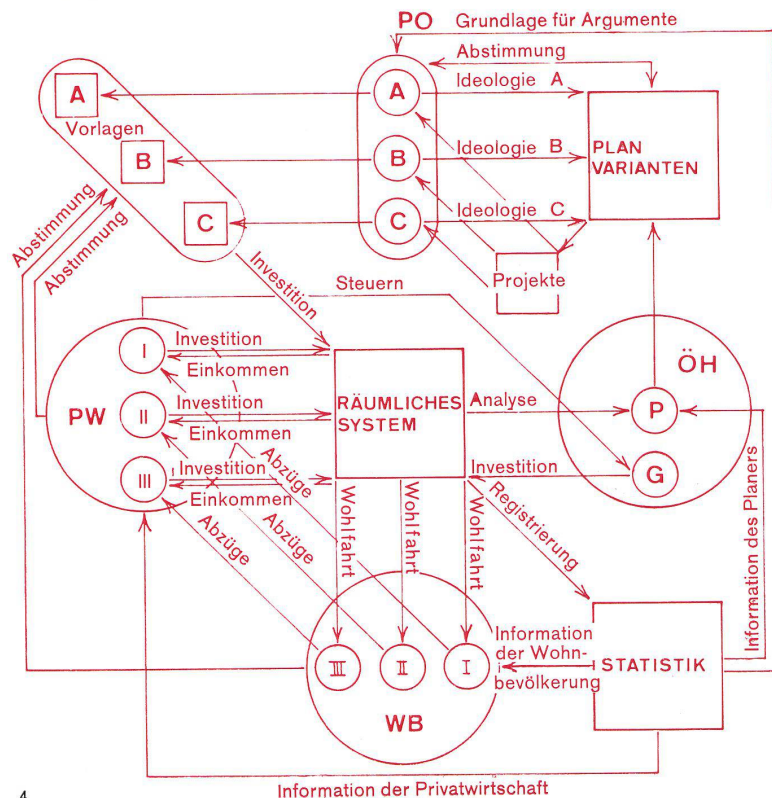 PO Grundlage für Argumente
Abstimmung
A
Vorlagen
B
C
A
B
C
Ideologie A
Ideologie B
Ideologie C
PLAN
VARIANTEN
Projekte
Abstimmung
Abstimmung
Investition
Steuern
PW
I
II
III
Investition
Einkommen
Investition
Einkommen
Investition
Einkommen
RÄUMLICHES
SYSTEM
Analyse
Investition
ÖH
P
G
Abzüge
Abzüge
Abzüge
Wohlfahrt
Wohlfahrt
Wohlfahrt
Registrierung
Information des Planers
III
II
I
WB
Information
der Wohn-
bevölkerung
STATISTIK
Information der Privatwirtschaft
4